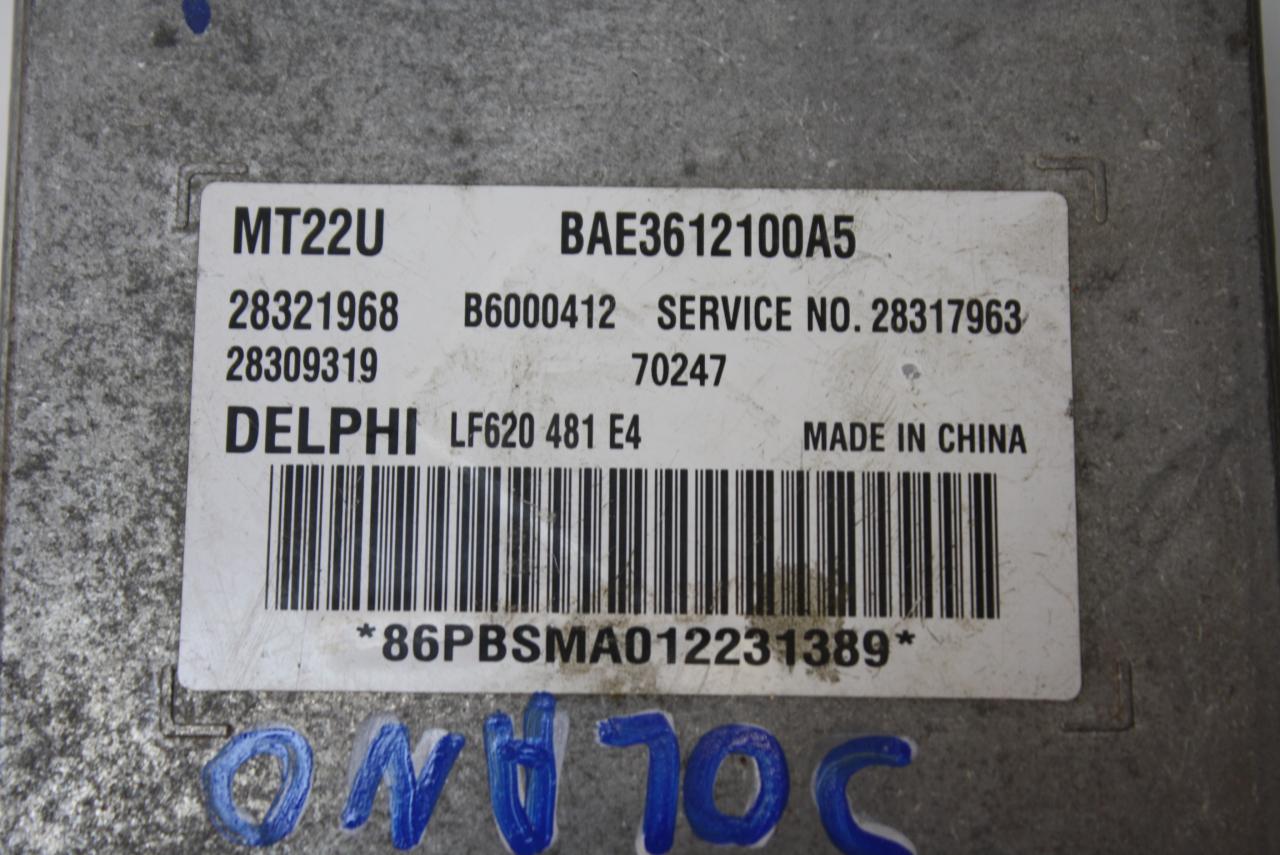 MT22U BAE3612100A5
28321968 B6000412 SERVICE NO. 28317963
28309319 70247
DELPHI LF620 481 E4 MADE IN CHINA
*86PBSMA012231389*
SOLANO